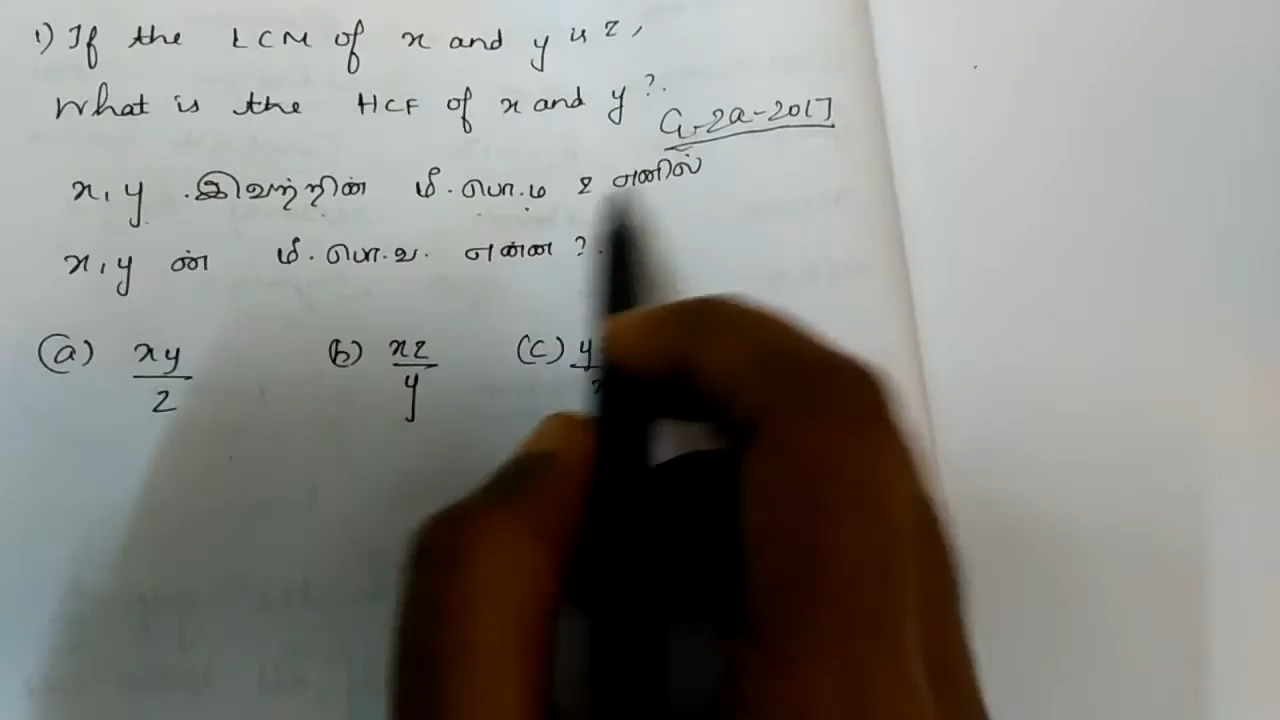 1) If the LCM of x and y is z,
What is the HCF of x and y?.
G-2a-2017
x, y இவற்றின் மீ.பொ.ம z எனில்
x, y ன் மீ.பொ.வ. என்ன?.
(a) xy/z (b) xz/y (c) y